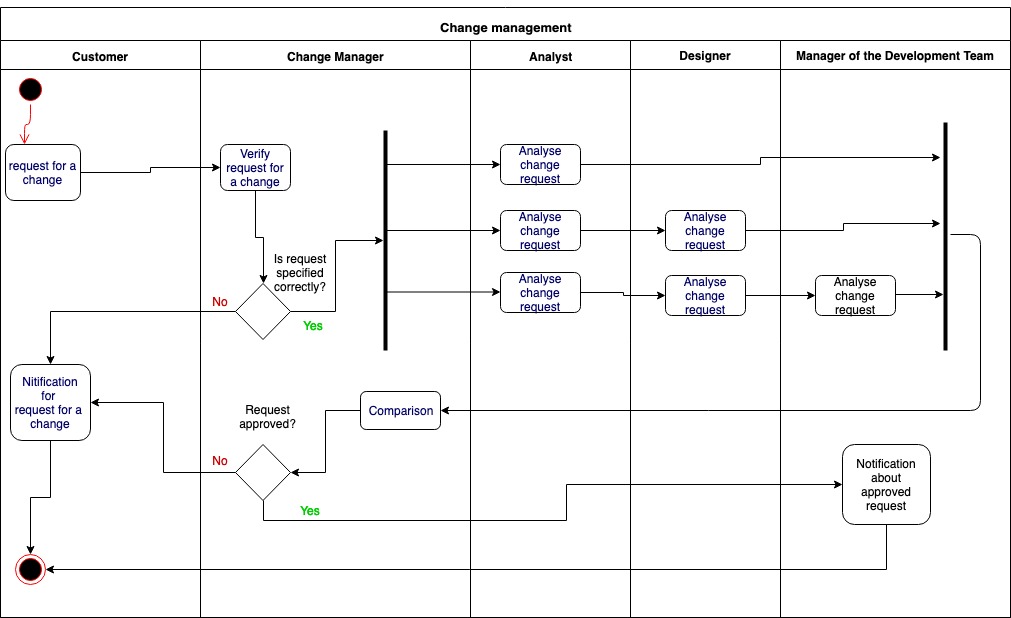 Change management
Customer
Change Manager
Analyst
Designer
Manager of the Development Team
request for a
change
Verify
request for
a change
Analyse
change
request
Analyse
change
request
Analyse
change
request
Is request
specified
correctly?
No
Yes
Analyse
change
request
Analyse
change
request
Analyse
change
request
Nitification
for
request for a
change
Request
approved?
Comparison
No
Yes
Notification
about
approved
request